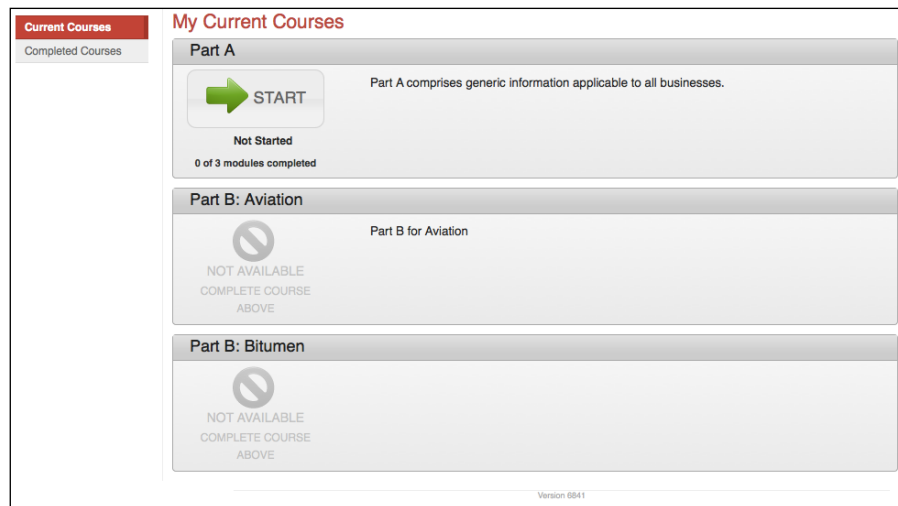 Current Courses
Completed Courses
My Current Courses
Part A
START
Not Started
0 of 3 modules completed
Part A comprises generic information applicable to all businesses.
Part B: Aviation
NOT AVAILABLE
COMPLETE COURSE
ABOVE
Part B for Aviation
Part B: Bitumen
NOT AVAILABLE
COMPLETE COURSE
ABOVE
Version 6841